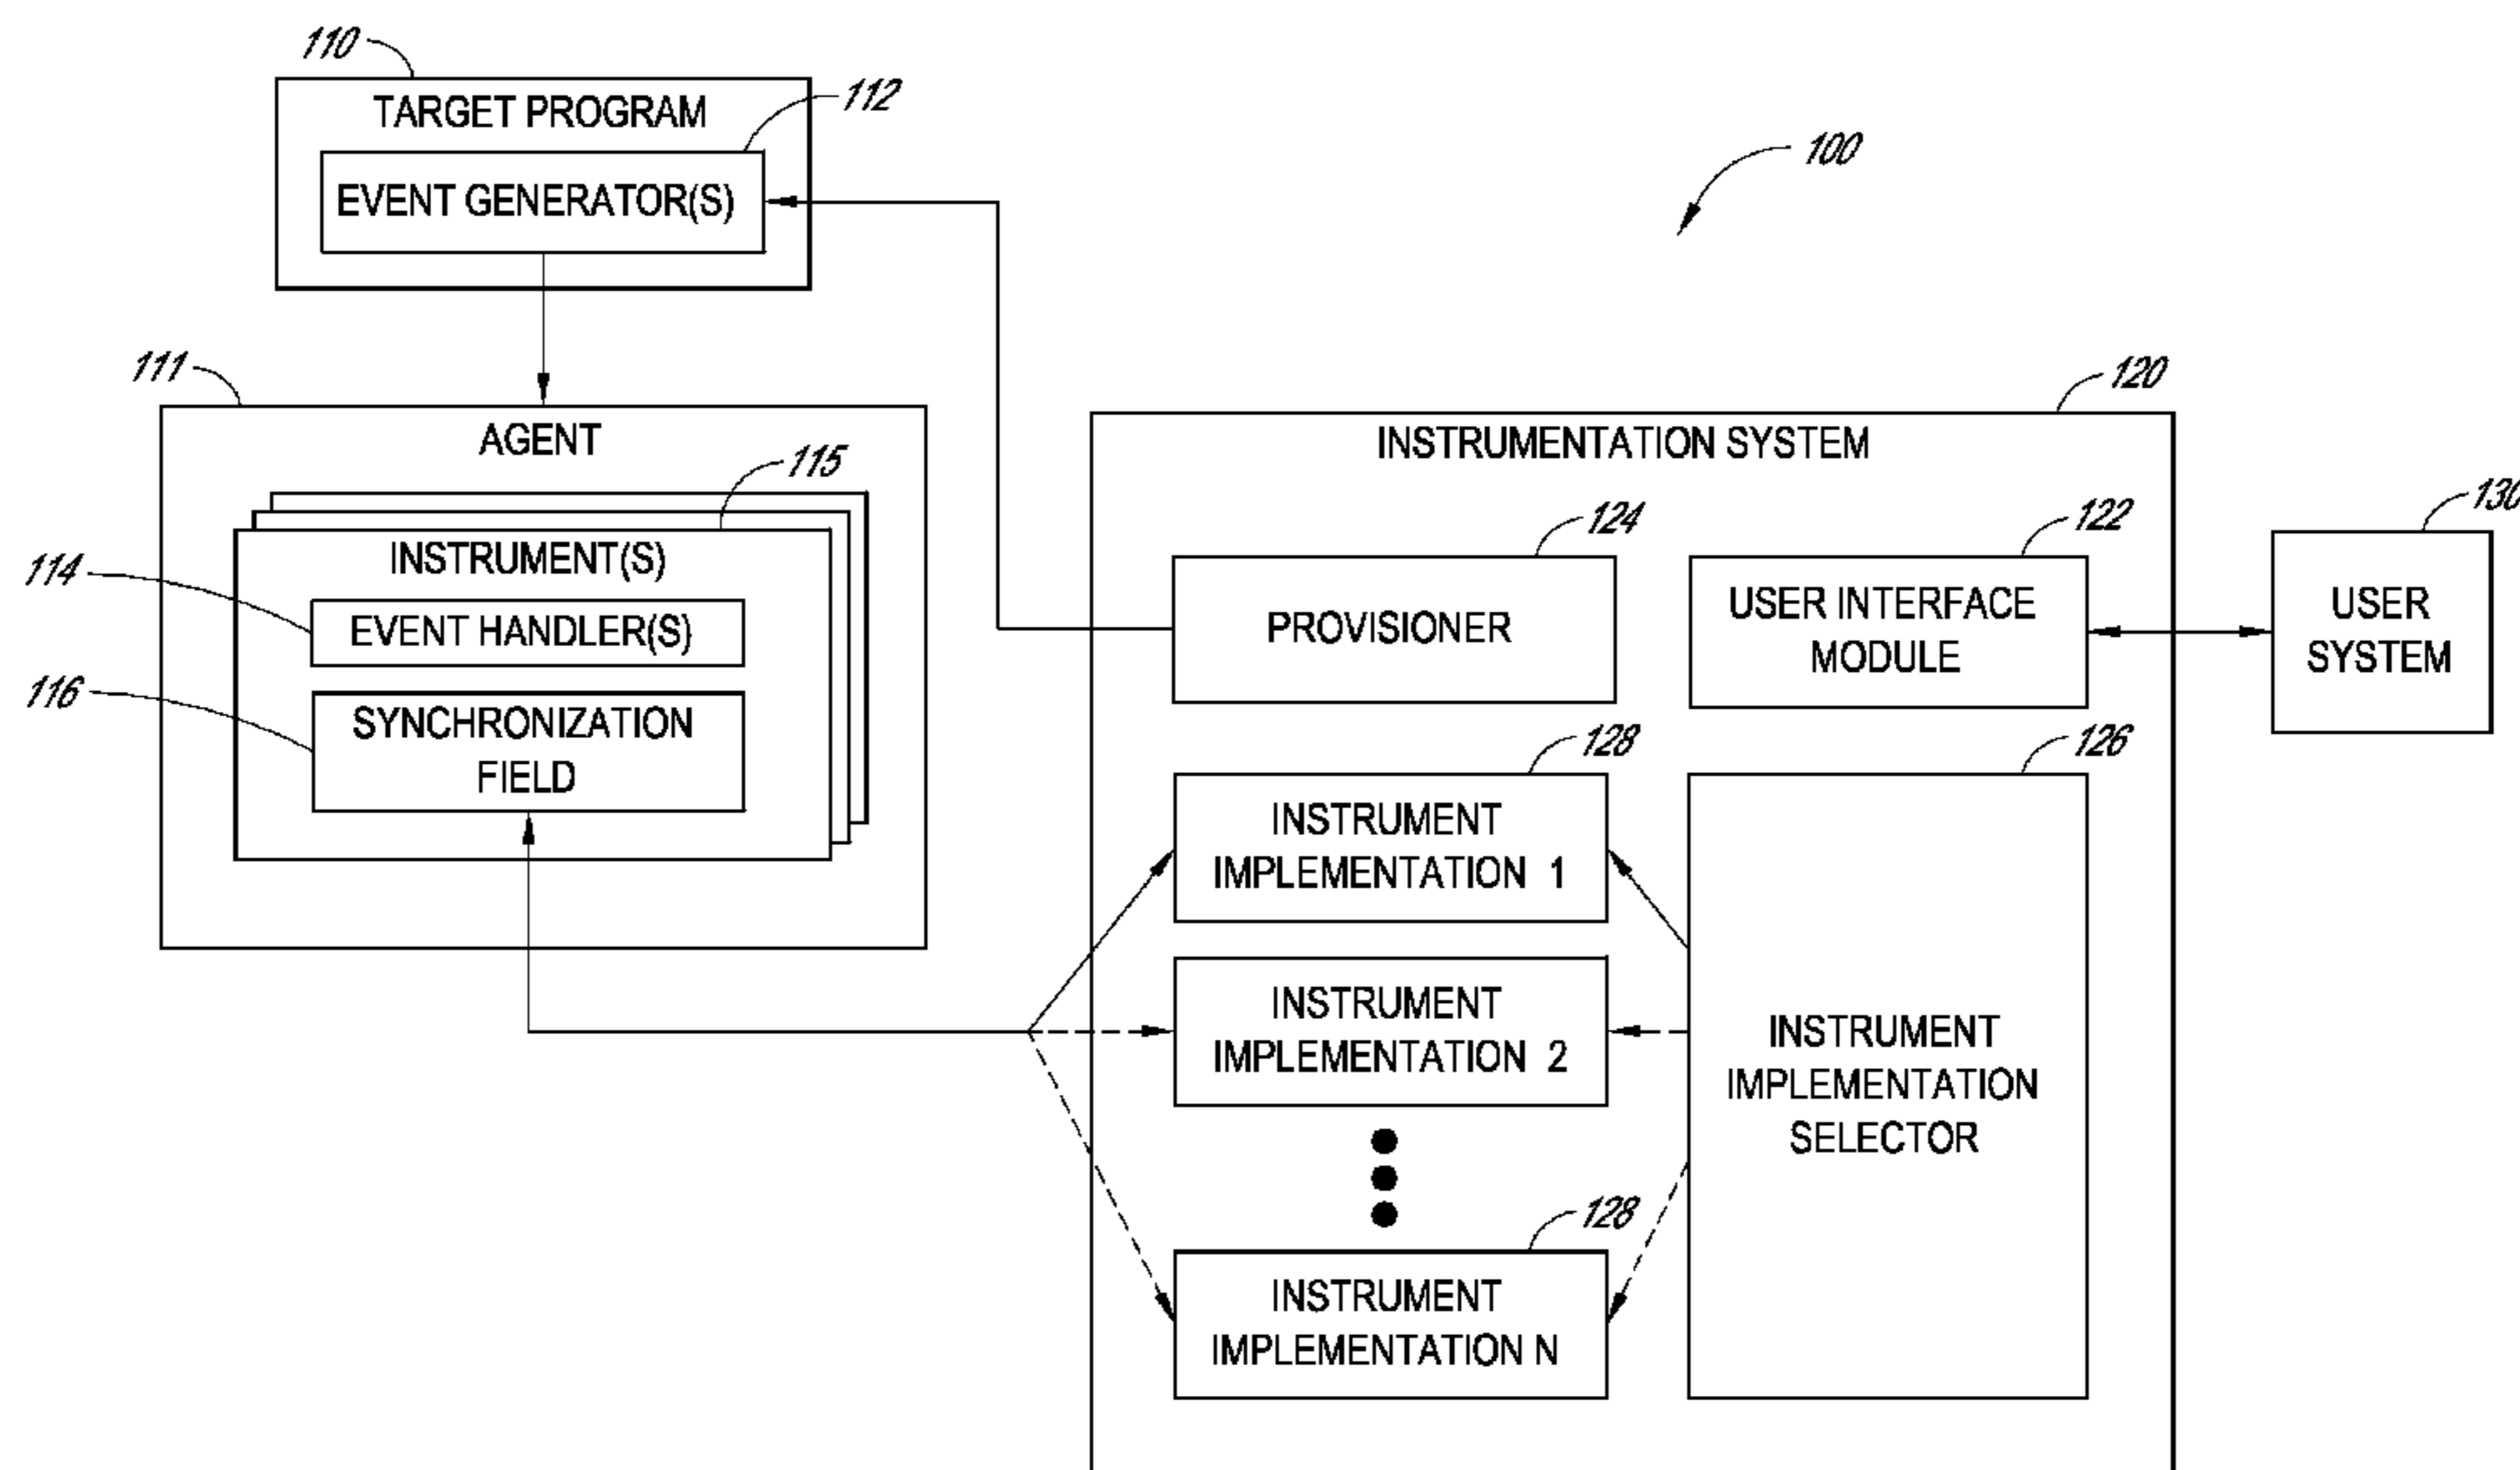 110
TARGET PROGRAM
112
EVENT GENERATOR(S)
100
111
AGENT
115
INSTRUMENT(S)
114
EVENT HANDLER(S)
116
SYNCHRONIZATION
FIELD
120
INSTRUMENTATION SYSTEM
124
PROVISIONER
122
USER INTERFACE
MODULE
130
USER
SYSTEM
128
INSTRUMENT
IMPLEMENTATION 1
INSTRUMENT
IMPLEMENTATION 2
128
INSTRUMENT
IMPLEMENTATION N
126
INSTRUMENT
IMPLEMENTATION
SELECTOR